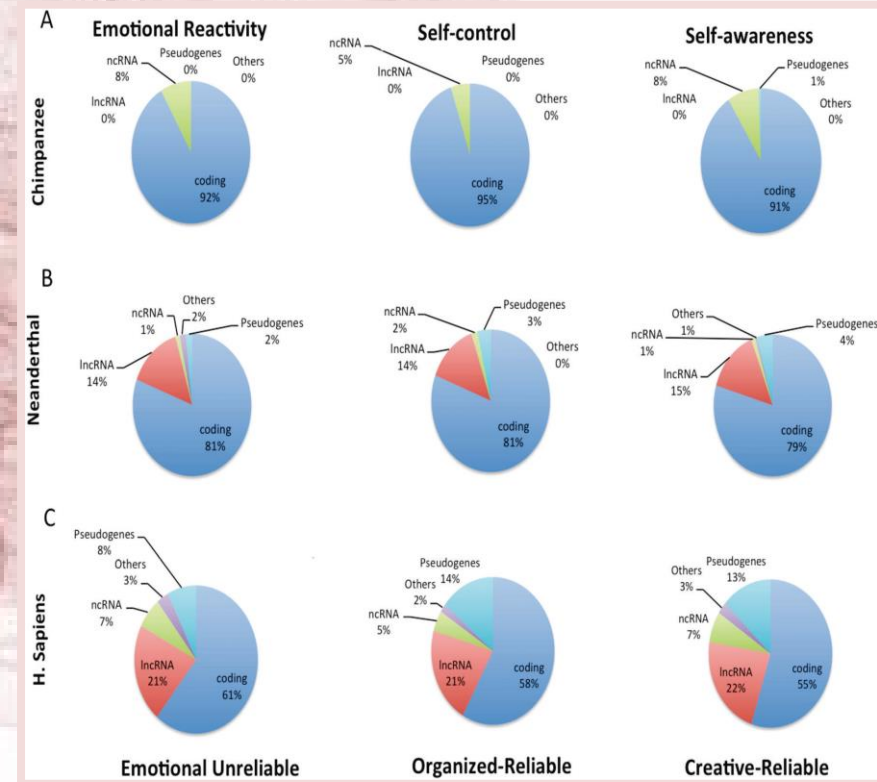 A
Emotional Reactivity
Self-control
Self-awareness
Chimpanzee
ncRNA
8%
Pseudogenes
0%
Others
0%
lncRNA
0%
coding
92%
ncRNA
5%
lncRNA
0%
Pseudogenes
0%
Others
0%
coding
95%
ncRNA
8%
Pseudogenes
1%
lncRNA
0%
Others
0%
coding
91%
B
Neanderthal
ncRNA
1%
Others
2%
Pseudogenes
2%
lncRNA
14%
coding
81%
ncRNA
2%
Pseudogenes
3%
lncRNA
14%
Others
0%
coding
81%
Others
1%
ncRNA
1%
Pseudogenes
4%
lncRNA
15%
coding
79%
C
H. Sapiens
Pseudogenes
8%
Others
3%
ncRNA
7%
lncRNA
21%
coding
61%
Pseudogenes
14%
Others
2%
ncRNA
5%
lncRNA
21%
coding
58%
Others
3%
Pseudogenes
13%
ncRNA
7%
lncRNA
22%
coding
55%
Emotional Unreliable
Organized-Reliable
Creative-Reliable